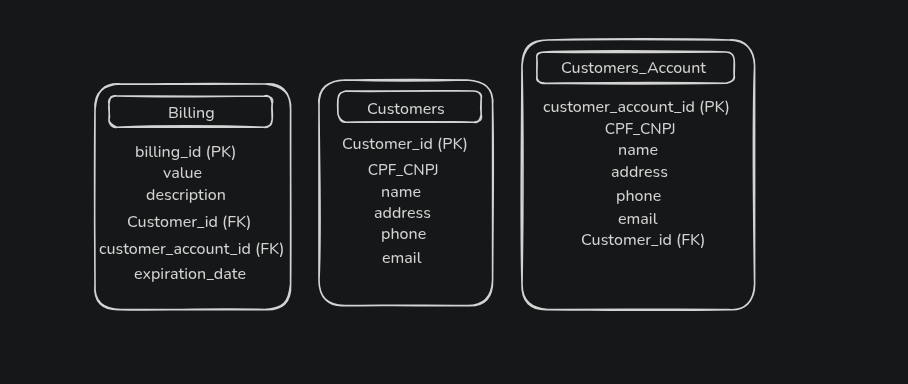 Billing
billing_id (PK)
value
description
Customer_id (FK)
customer_account_id (FK)
expiration_date
Customers
Customer_id (PK)
CPF_CNPJ
name
address
phone
email
Customers_Account
customer_account_id (PK)
CPF_CNPJ
name
address
phone
email
Customer_id (FK)